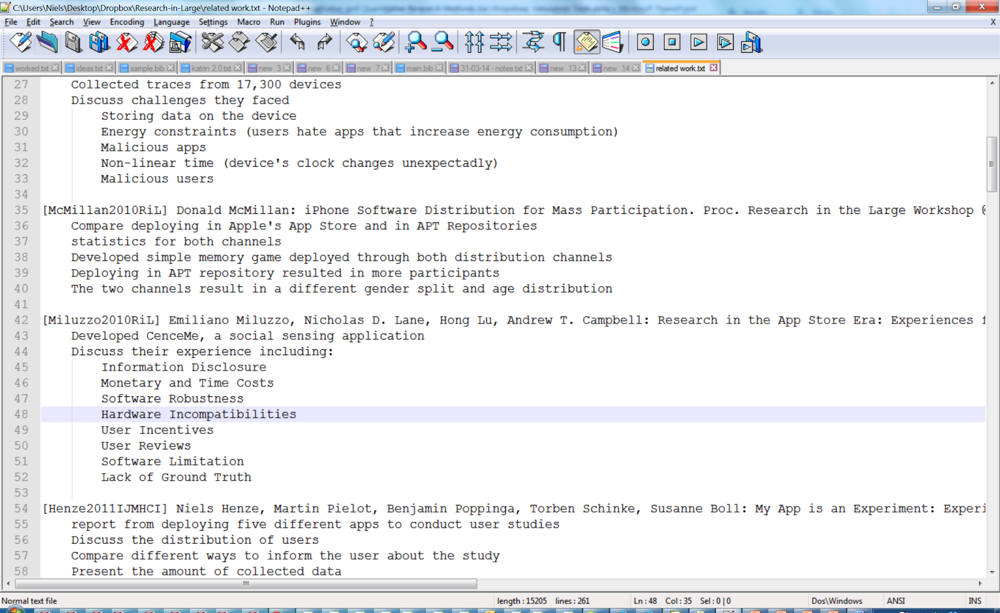 C:\Users\Niels\Desktop\Dropbox\Research-in-Large\related work.txt - Notepad++
File Edit Search View Encoding Language Settings Macro Run Plugins Window ? X
worked.txt ideas.txt sample.bib katrin 2.0.txt new 3 new 6 new 7 main.bib 31-03-14 - notes.txt new 13 new 14 related work.txt
27 Collected traces from 17,300 devices
28 Discuss challenges they faced
29 Storing data on the device
30 Energy constraints (users hate apps that increase energy consumption)
31 Malicious apps
32 Non-linear time (device's clock changes unexpectadly)
33 Malicious users
34
35 [McMillan2010RiL] Donald McMillan: iPhone Software Distribution for Mass Participation. Proc. Research in the Large Workshop @
36 Compare deploying in Apple's App Store and in APT Repositories
37 statistics for both channels
38 Developed simple memory game deployed through both distribution channels
39 Deploying in APT repository resulted in more participants
40 The two channels result in a different gender split and age distribution
41
42 [Miluzzo2010RiL] Emiliano Miluzzo, Nicholas D. Lane, Hong Lu, Andrew T. Campbell: Research in the App Store Era: Experiences f
43 Developed CenceMe, a social sensing application
44 Discuss their experience including:
45 Information Disclosure
46 Monetary and Time Costs
47 Software Robustness
48 Hardware Incompatibilities
49 User Incentives
50 User Reviews
51 Software Limitation
52 Lack of Ground Truth
53
54 [Henze2011IJMHCI] Niels Henze, Martin Pielot, Benjamin Poppinga, Torben Schinke, Susanne Boll: My App is an Experiment: Experi
55 report from deploying five different apps to conduct user studies
56 Discuss the distribution of users
57 Compare different ways to inform the user about the study
58 Present the amount of collected data
Normal text file length : 15205 lines : 261 Ln : 48 Col : 35 Sel : 0 | 0 Dos\Windows ANSI INS